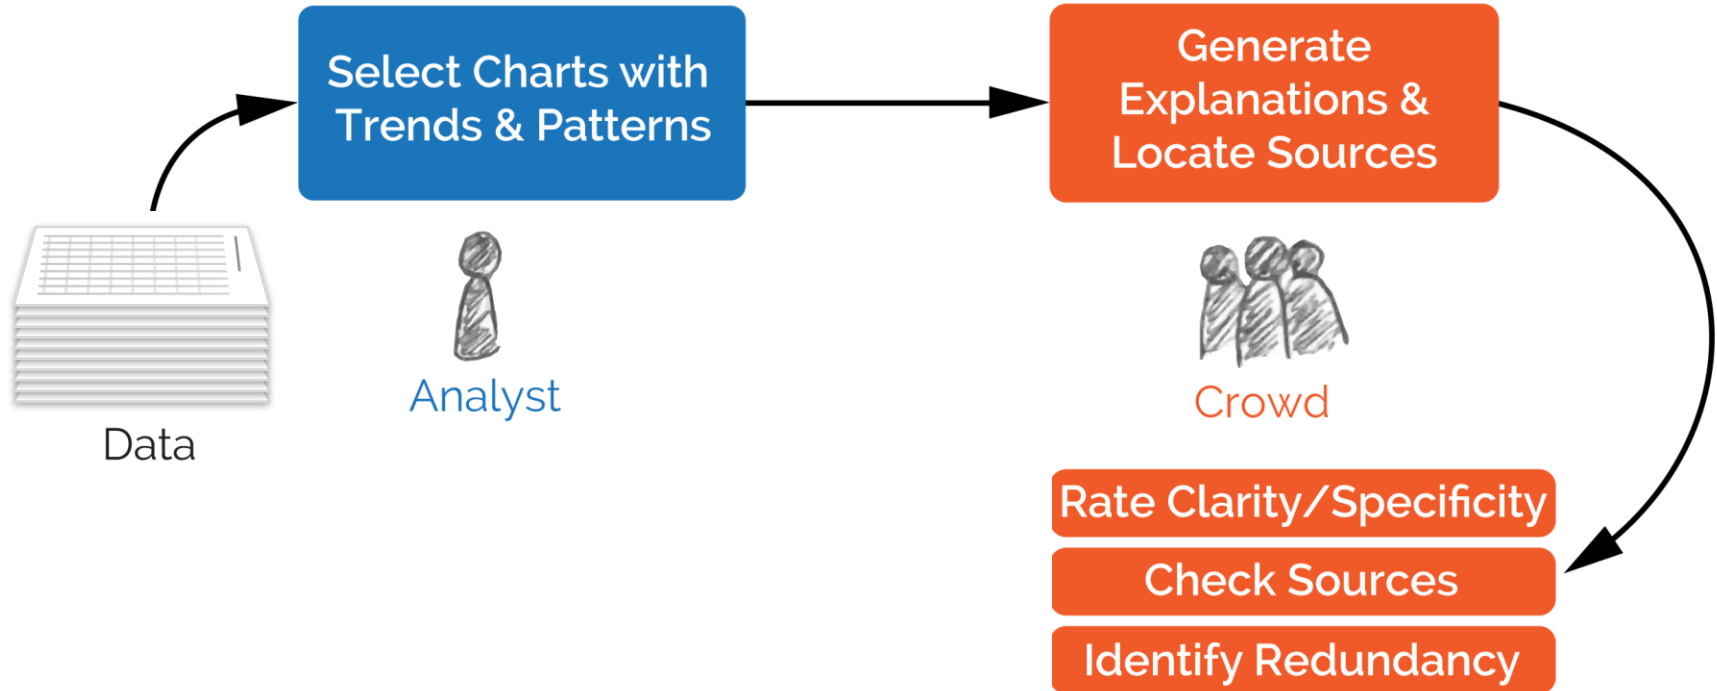 Select Charts with
Trends & Patterns
Generate
Explanations &
Locate Sources
Data
Analyst
Crowd
Rate Clarity/Specificity
Check Sources
Identify Redundancy